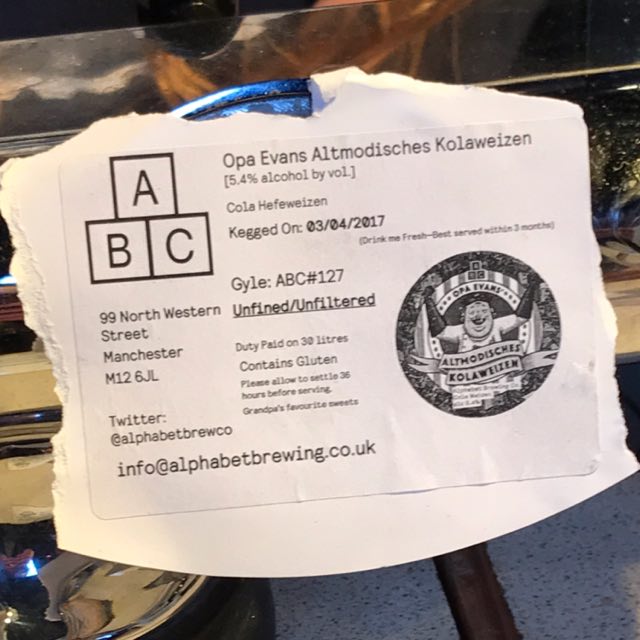 A
B C
Opa Evans Altmodisches Kolaweizen
[5.4% alcohol by vol.]
Cola Hefeweizen
Kegged On: 03/04/2017
(Drink me Fresh-Best served within 3 months)
Gyle: ABC#127
Unfined/Unfiltered
Duty Paid on 30 litres
Contains Gluten
Please allow to settle 36
hours before serving.
Grandpa's favourite sweets
99 North Western
Street
Manchester
M12 6JL
Twitter:
@alphabetbrewco
info@alphabetbrewing.co.uk
OPA EVANS
ALTMODISCHES
KOLAWEIZEN